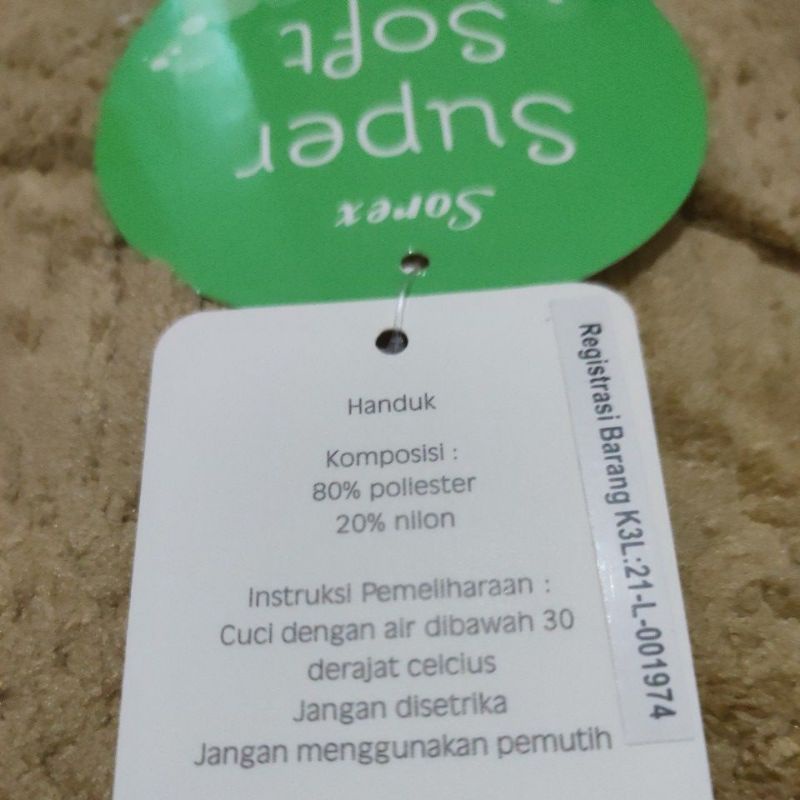 Sorex
Super
Soft
Handuk
Komposisi :
80% poliester
20% nilon
Instruksi Pemeliharaan :
Cuci dengan air dibawah 30
derajat celcius
Jangan disetrika
Jangan menggunakan pemutih
Registrasi Barang K3L:21-L-001974